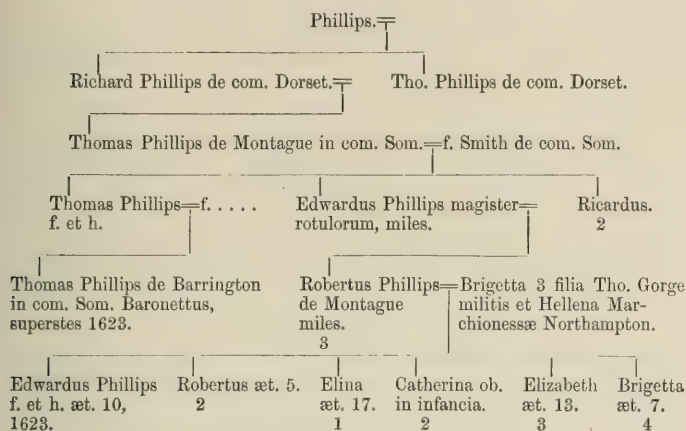 Phillips.
Richard Phillips de com. Dorset. Tho. Phillips de com. Dorset.
Thomas Phillips de Montague in com. Som.=f. Smith de com. Som.
Thomas Phillips=f. . . . .
f. et h.
Edwardus Phillips magister=
rotulorum, miles.
Ricardus.
2
Thomas Phillips de Barrington
in com. Som. Baronettus,
superstes 1623.
Robertus Phillips=
de Montague
miles.
3
Brigetta 3 filia Tho. Gorge
militis et Hellena Mar-
chionessæ Northampton.
Edwardus Phillips
f. et h. æt. 10,
1623.
Robertus æt. 5.
2
Elina
æt. 17.
1
Catherina ob.
in infancia.
2
Elizabeth
æt. 13.
3
Brigetta
æt. 7.
4